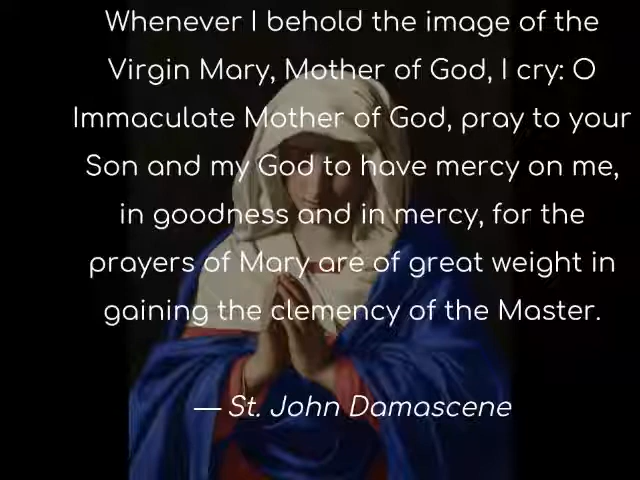 Whenever I behold the image of the
Virgin Mary, Mother of God, I cry: O
Immaculate Mother of God, pray to your
Son and my God to have mercy on me,
in goodness and in mercy, for the
prayers of Mary are of great weight in
gaining the clemency of the Master.
— St. John Damascene